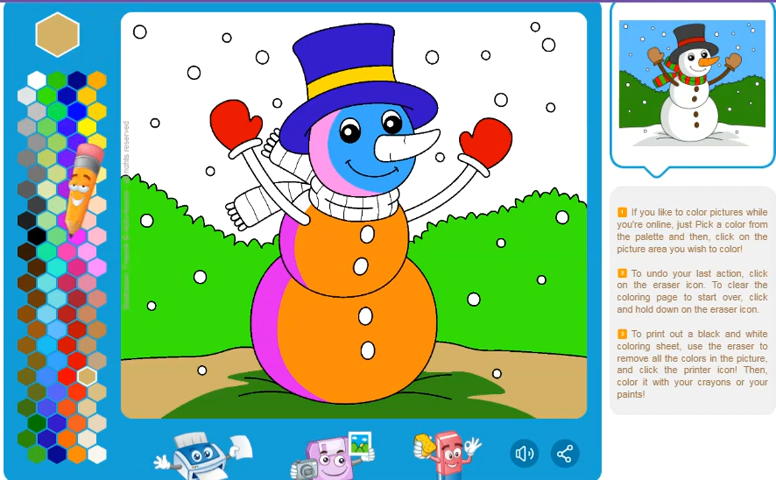 1 If you like to color pictures while
you're online, just Pick a color from
the palette and then, click on the
picture area you wish to color!
2 To undo your last action, click
on the eraser icon. To clear the
coloring page to start over, click
and hold down on the eraser icon.
3 To print out a black and white
coloring sheet, use the eraser to
remove all the colors in the picture,
and click the printer icon! Then,
color it with your crayons or your
paints!
rights reserved